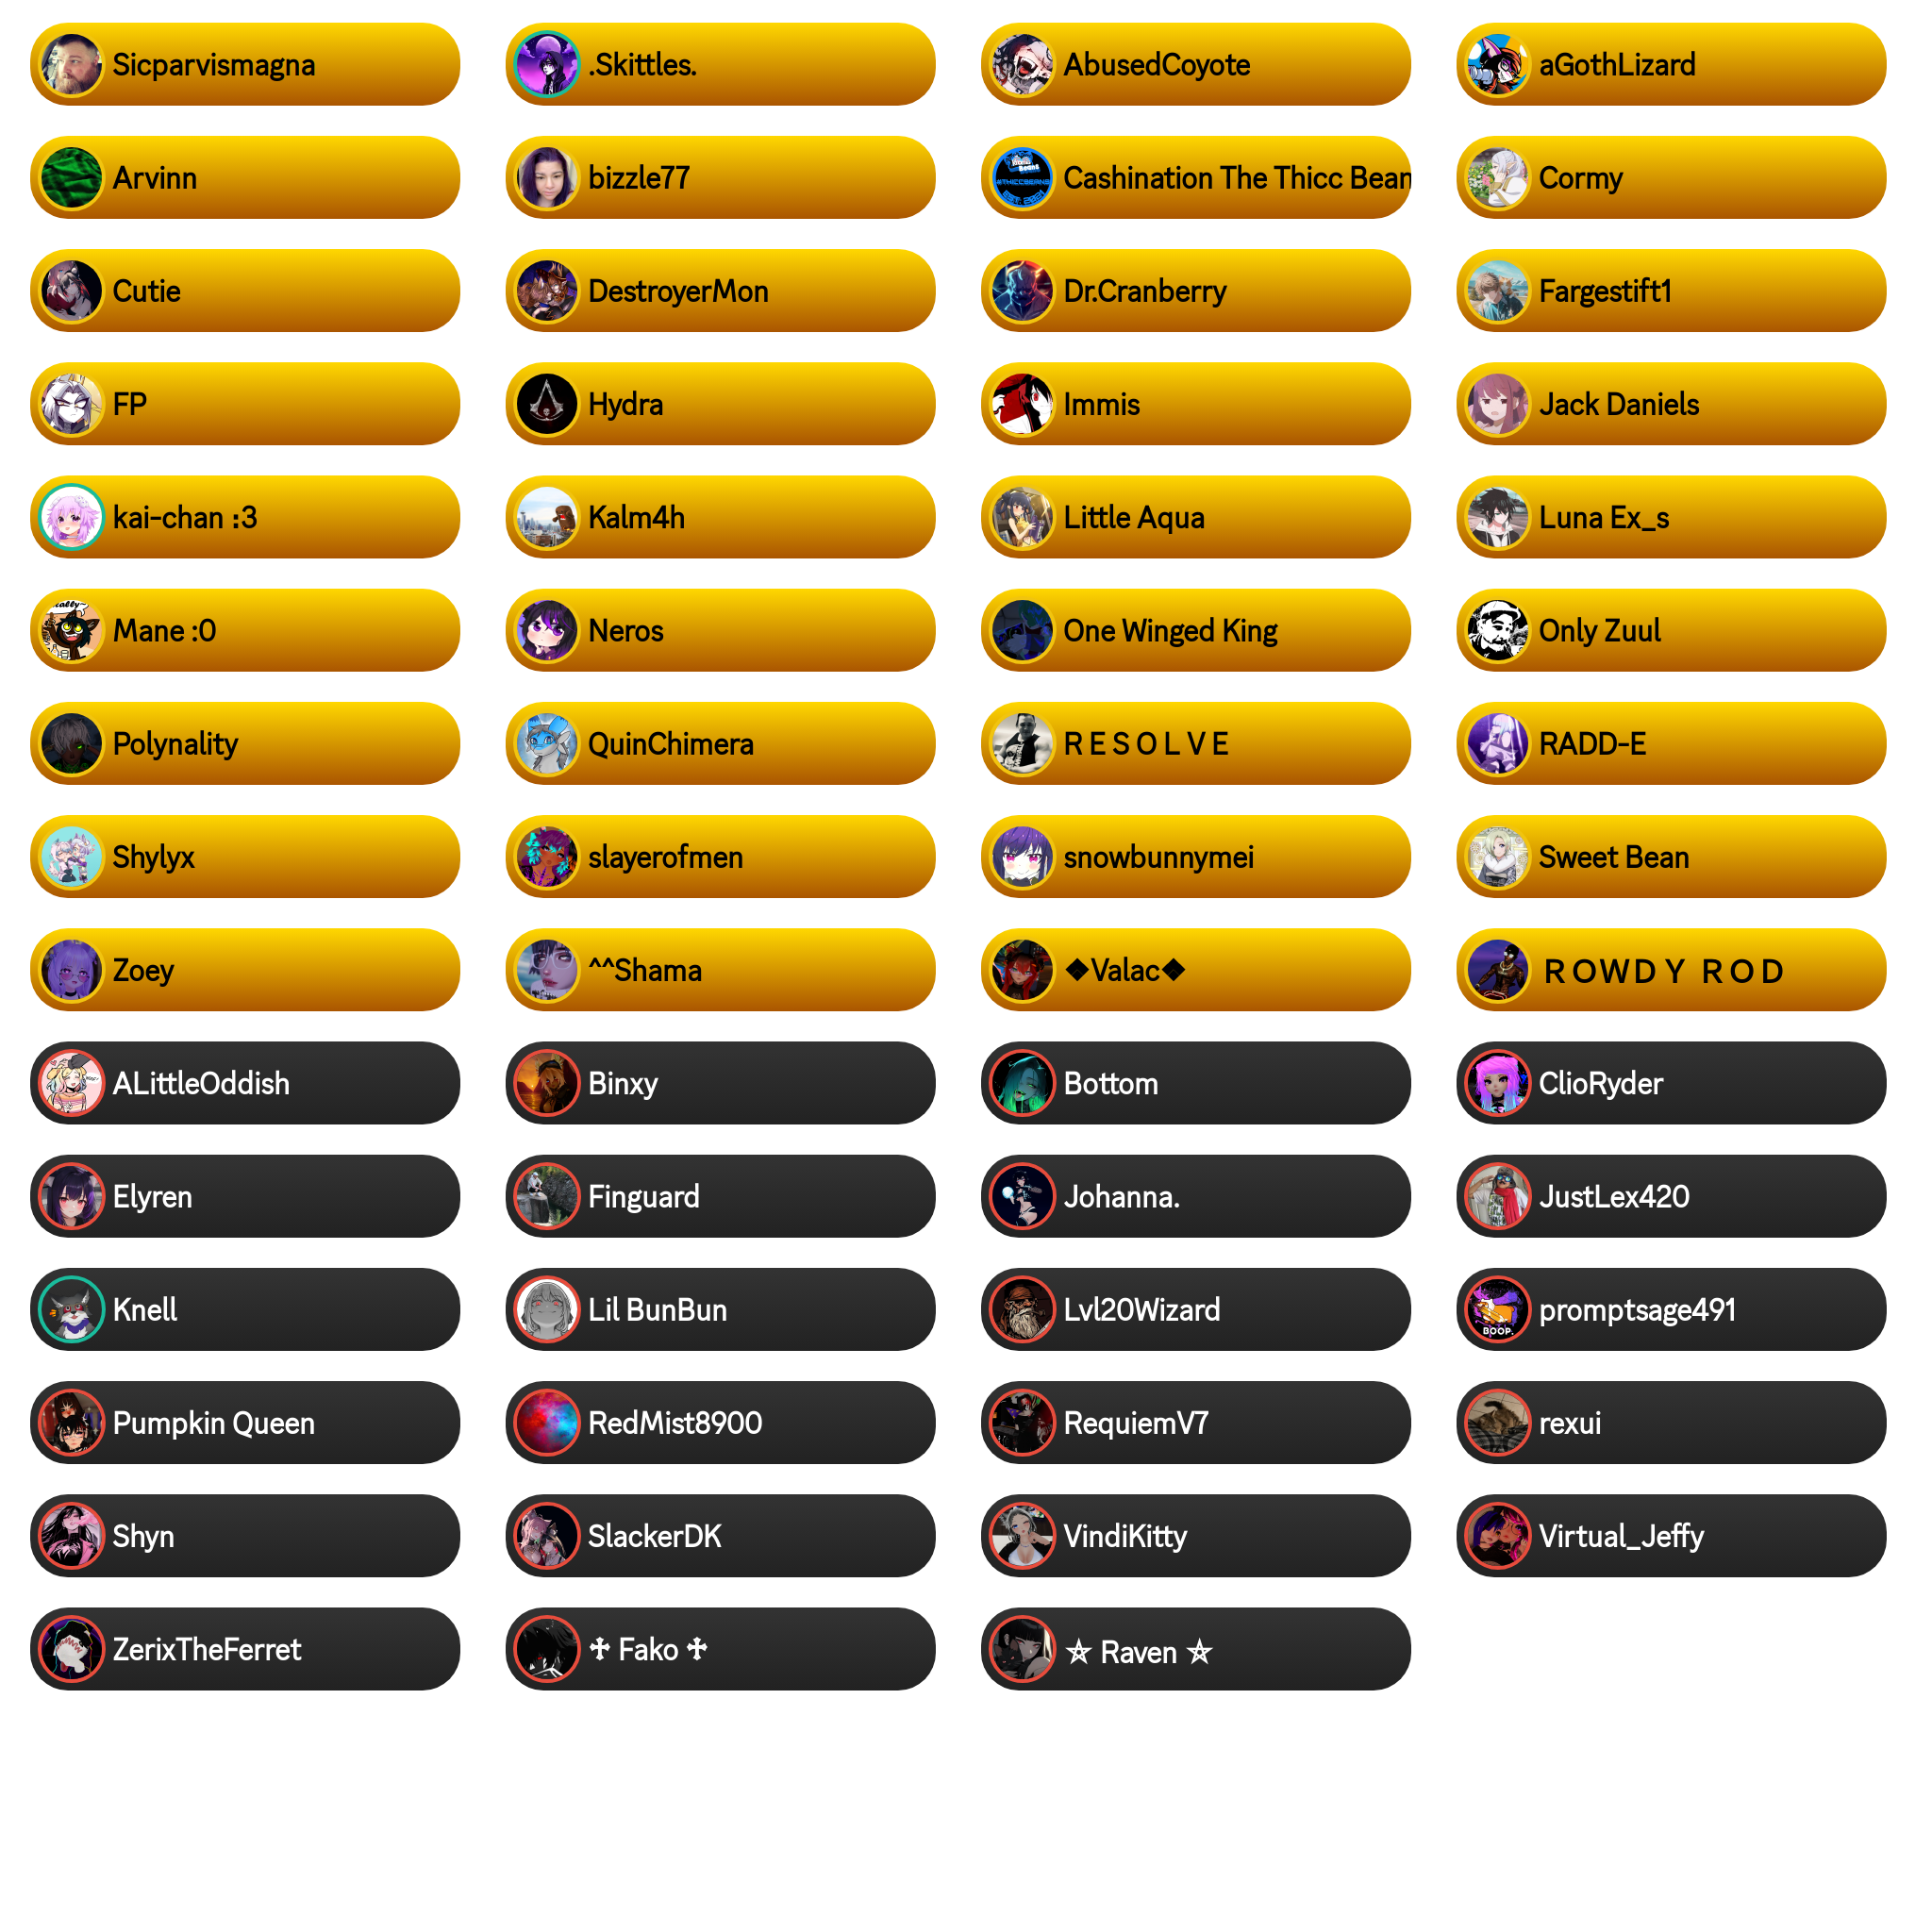 Sicparvismagna
.Skittles.
AbusedCoyote
aGothLizard
Arvinn
bizzle77
Cashination The Thicc Bean
Cormy
Cutie
DestroyerMon
Dr.Cranberry
Fargestift1
FP
Hydra
Immis
Jack Daniels
kai-chan :3
Kalm4h
Little Aqua
Luna Ex_s
Mane :0
Neros
One Winged King
Only Zuul
Polynality
QuinChimera
R E S O L V E
RADD-E
Shylyx
slayerofmen
snowbunnymei
Sweet Bean
Zoey
^^Shama
❖Valac❖
R O W D Y  R O D
ALittleOddish
Binxy
Bottom
ClioRyder
Elyren
Finguard
Johanna.
JustLex420
Knell
Lil BunBun
Lvl20Wizard
promptsage491
BOOP.
Pumpkin Queen
RedMist8900
RequiemV7
rexui
Shyn
SlackerDK
VindiKitty
Virtual_Jeffy
ZerixTheFerret
♱ Fako ♱
⛤ Raven ⛤